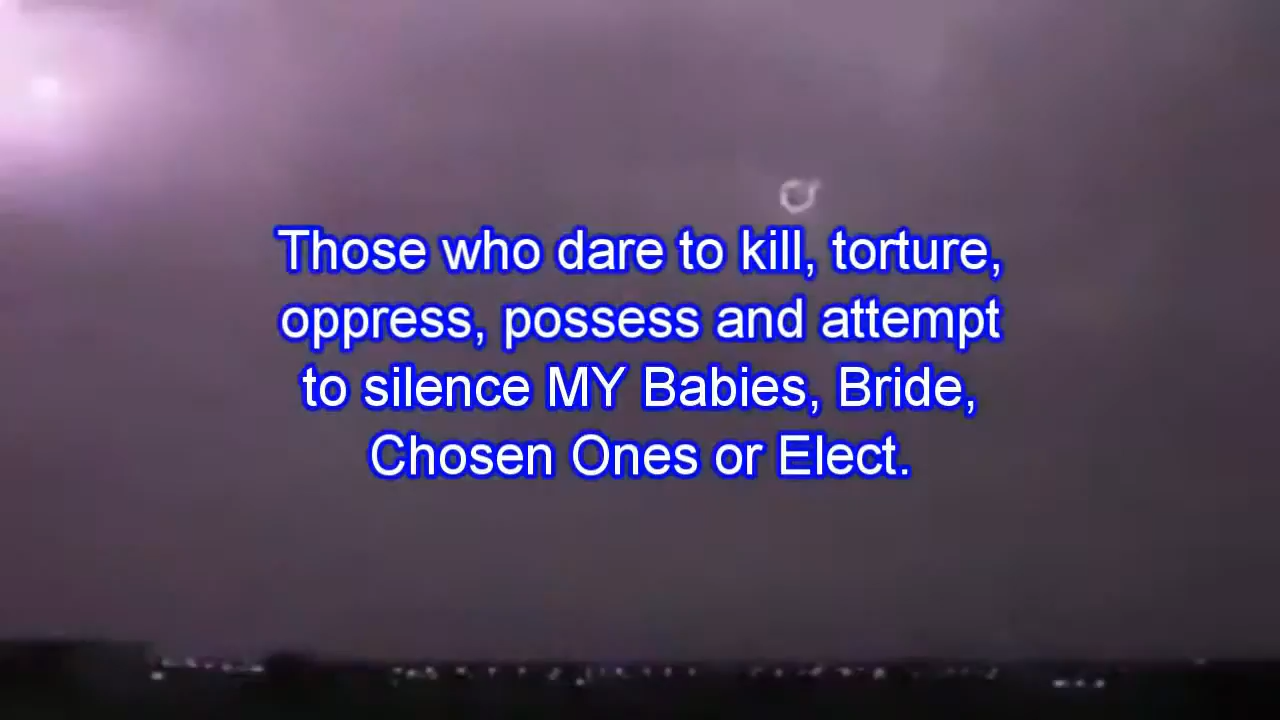 Those who dare to kill, torture,
oppress, possess and attempt
to silence MY Babies, Bride,
Chosen Ones or Elect.